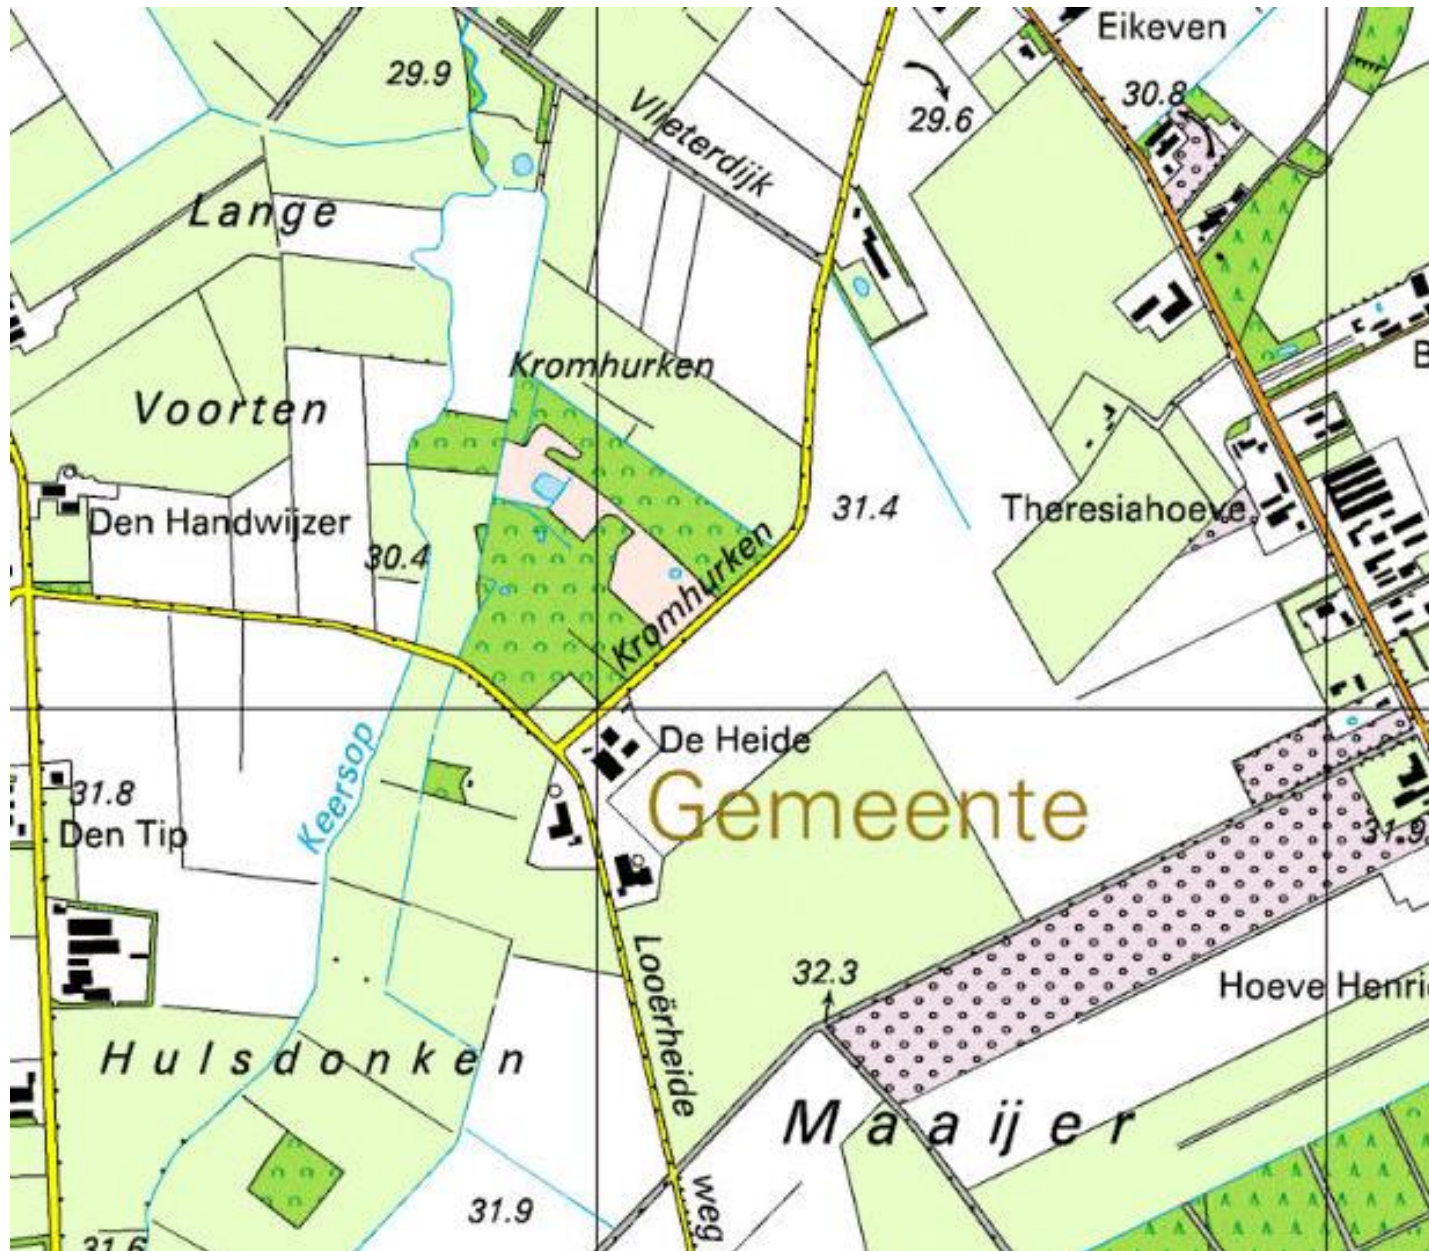 Eikeven
29.9
30.8
Vlieterdijk
29.6
Lange
Kromhurken
Voorten
Theresiahoeve
31.4
Den Handwijzer
30.4
Kromhurken
De Heide
Keersop
31.8
Gemeente
Den Tip
31.9
Looërheide
weg
32.3
Hoeve Henri
Hulsdonken
Maaijer
31.9
31.6
B